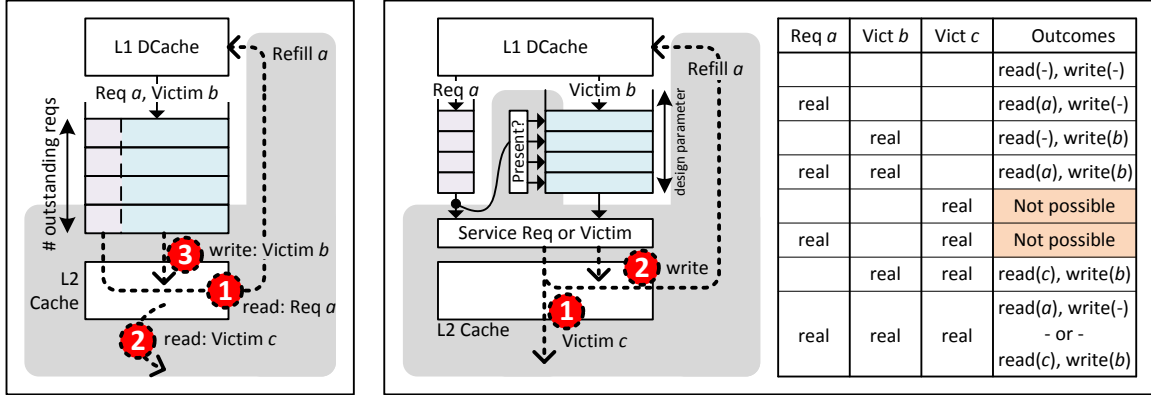 L1 DCache
Refill a
Req a, Victim b
# outstanding reqs
3
write: Victim b
L2
Cache
1
read: Req a
2
read: Victim c
L1 DCache
Refill a
Req a
Victim b
Present?
design parameter
Service Req or Victim
2
write
1
L2 Cache
Victim c
Req a Vict b Vict c Outcomes
read(-), write(-)
real read(a), write(-)
real read(-), write(b)
real real read(a), write(b)
real Not possible
real real Not possible
real real read(c), write(b)
read(a), write(-)
real real real - or -
read(c), write(b)